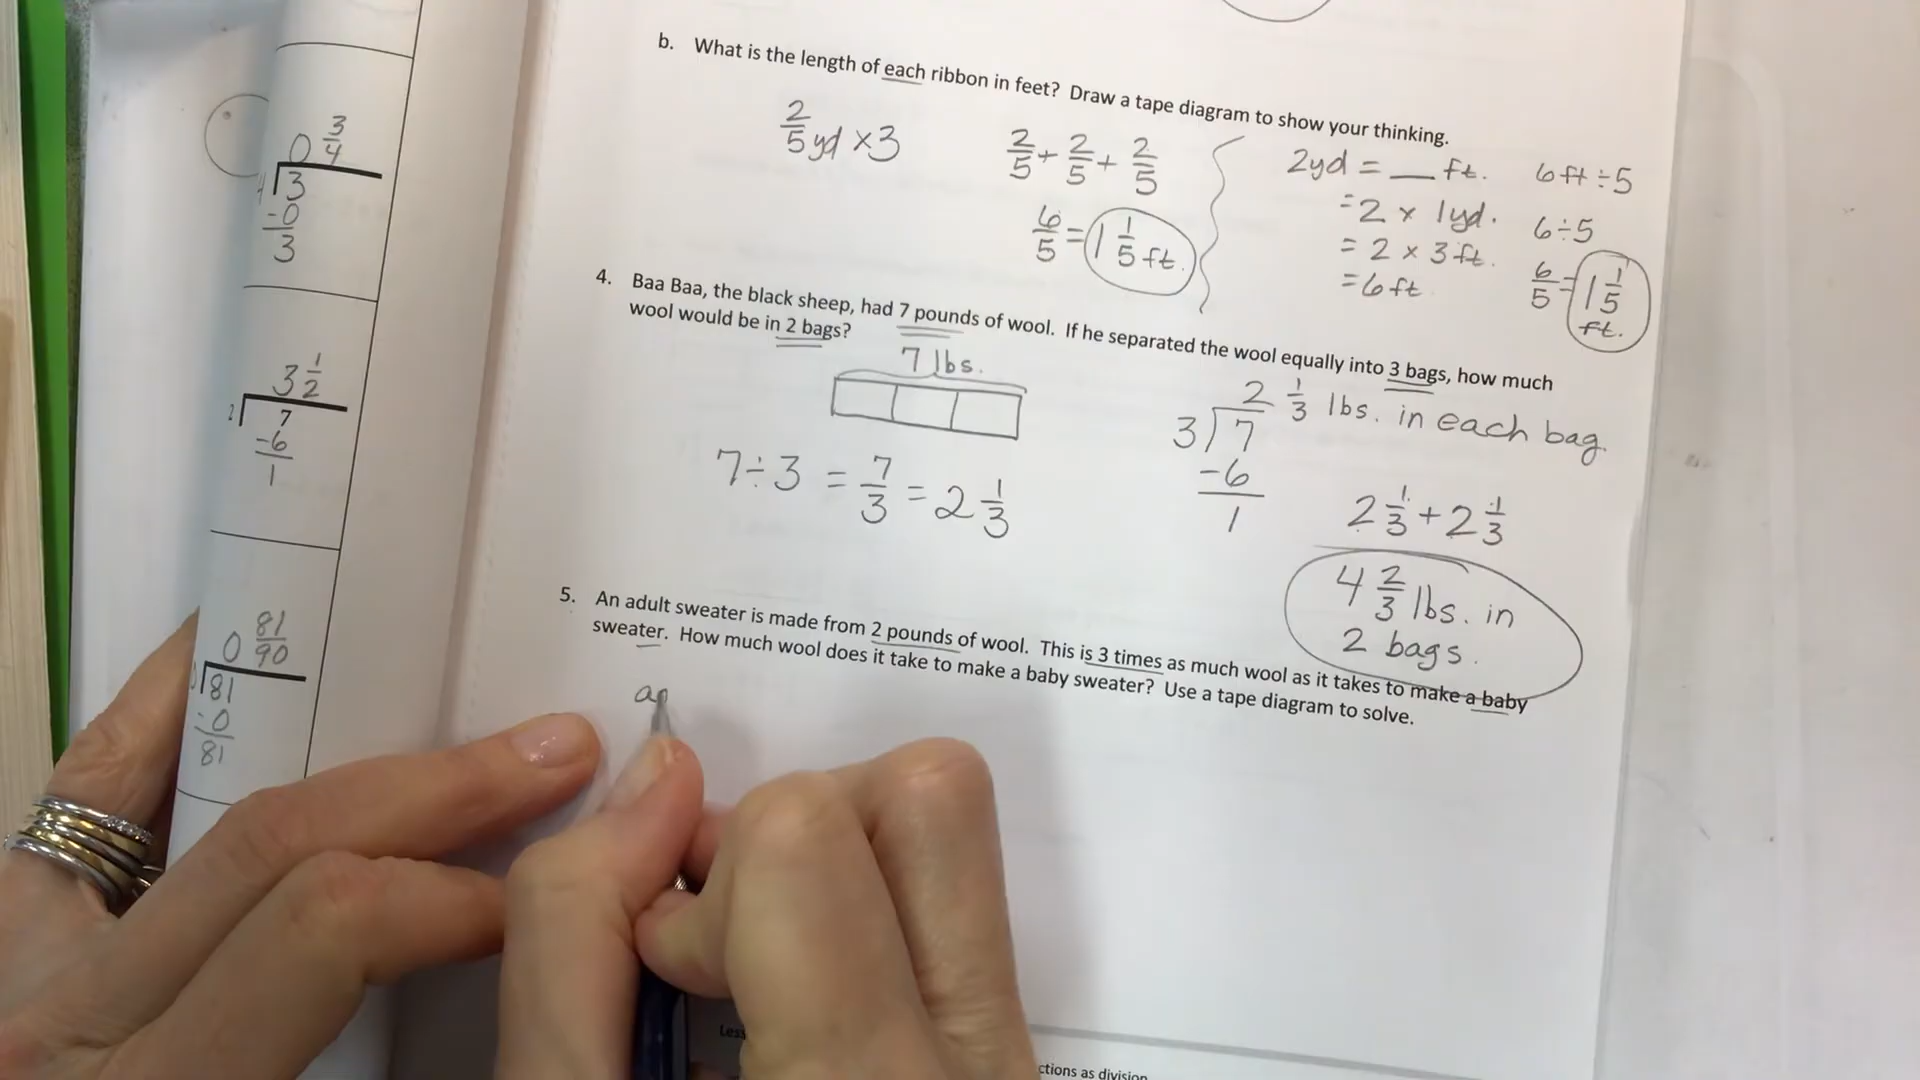 b. What is the length of each ribbon in feet? Draw a tape diagram to show your thinking.
2/5 yd × 3
2/5 + 2/5 + 2/5
6/5 = 1 1/5 ft.
2yd = __ ft.
= 2 × 1yd.
= 2 × 3 ft.
= 6 ft
6 ft ÷ 5
6 ÷ 5
6/5 = 1 1/5
ft.
4. Baa Baa, the black sheep, had 7 pounds of wool. If he separated the wool equally into 3 bags, how much
wool would be in 2 bags?
7 lbs.
7 ÷ 3 = 7/3 = 2 1/3
2 1/3 lbs. in each bag.
3 7
-6
1
2 1/3 + 2 1/3
4 2/3 lbs. in
2 bags.
5. An adult sweater is made from 2 pounds of wool. This is 3 times as much wool as it takes to make a baby
sweater. How much wool does it take to make a baby sweater? Use a tape diagram to solve.
0 3/4
4 3
-0
3
3 1/2
2 7
-6
1
0 81/90
81
-0
81
ctions as division